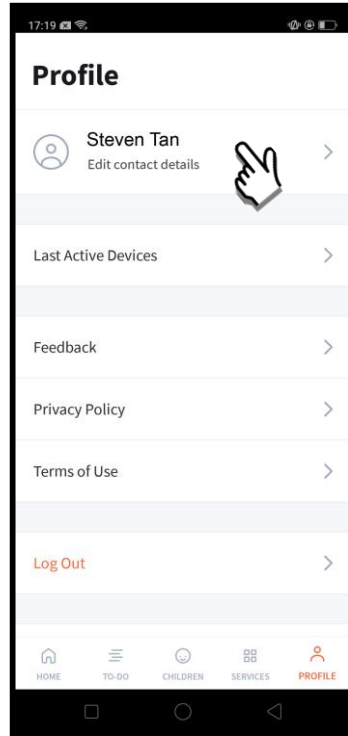 17:19
Profile
Steven Tan
Edit contact details
Last Active Devices
Feedback
Privacy Policy
Terms of Use
Log Out
HOME TO-DO CHILDREN SERVICES PROFILE